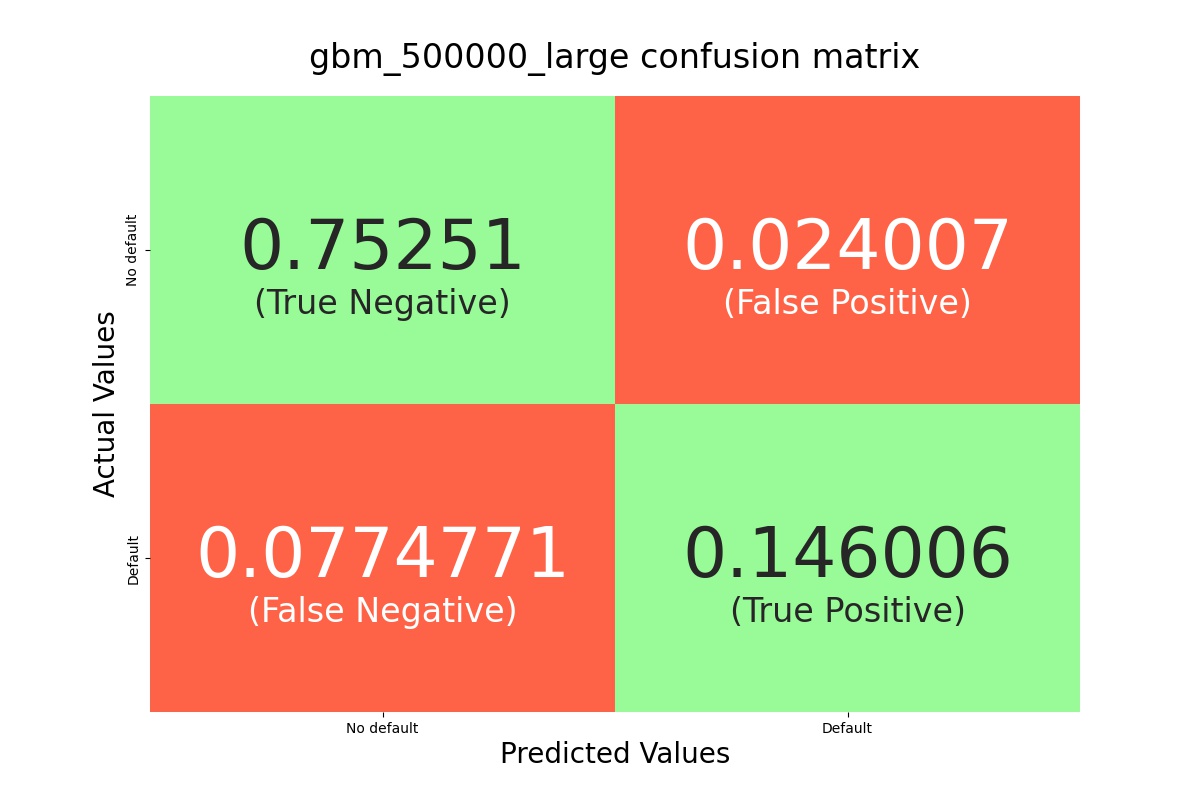 gbm_500000_large confusion matrix
Actual Values
No default
0.75251
(True Negative)
0.024007
(False Positive)
Default
0.0774771
(False Negative)
0.146006
(True Positive)
No default
Default
Predicted Values